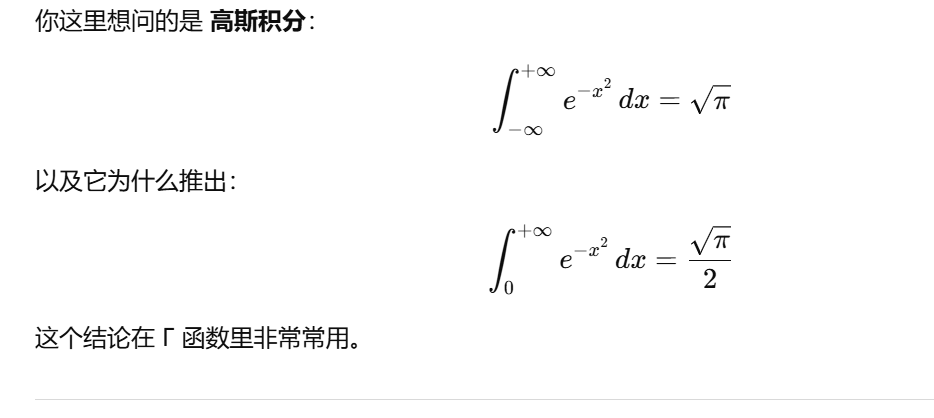 你这里想问的是 高斯积分：
∫_{-∞}^{+∞} e^{-x^2} dx = √π
以及它为什么推出：
∫_0^{+∞} e^{-x^2} dx = √π/2
这个结论在 Γ 函数里非常常用。